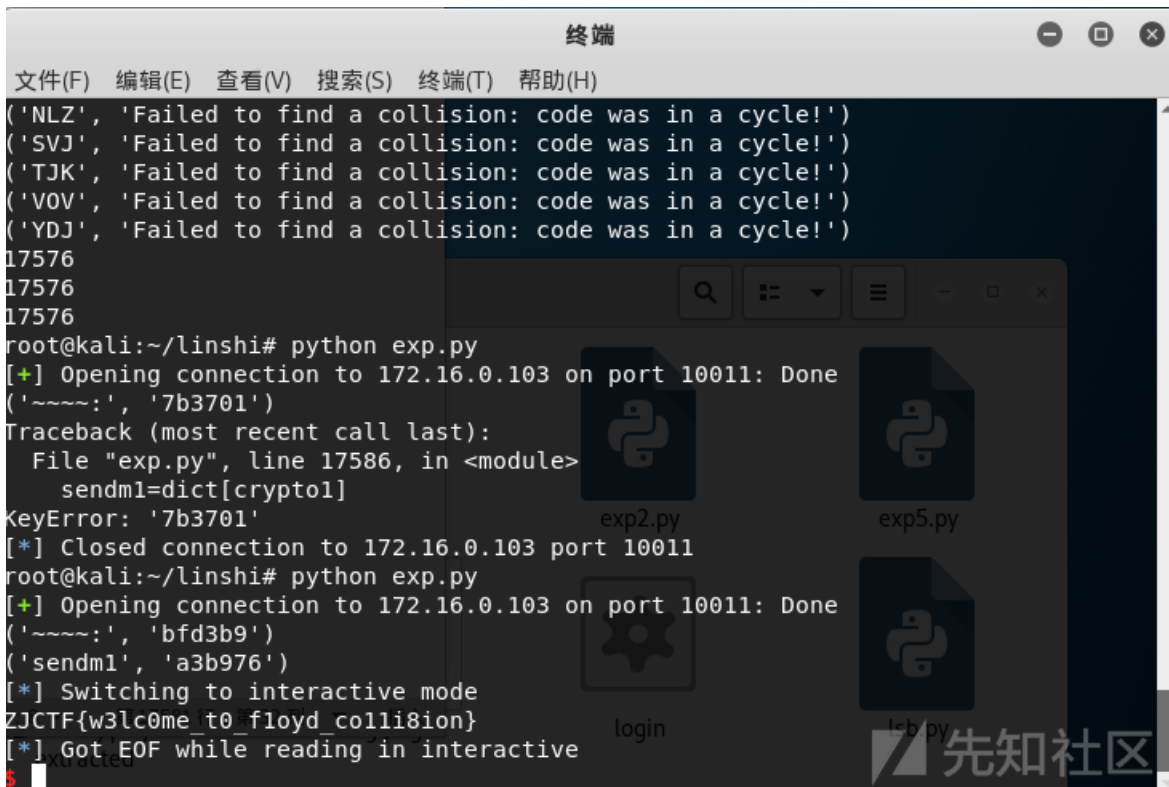 终端
文件(F) 编辑(E) 查看(V) 搜索(S) 终端(T) 帮助(H)
('NLZ', 'Failed to find a collision: code was in a cycle!')
('SVJ', 'Failed to find a collision: code was in a cycle!')
('TJK', 'Failed to find a collision: code was in a cycle!')
('VOV', 'Failed to find a collision: code was in a cycle!')
('YDJ', 'Failed to find a collision: code was in a cycle!')
17576
17576
17576
root@kali:~/linshi# python exp.py
[+] Opening connection to 172.16.0.103 on port 10011: Done
('~~~~:', '7b3701')
Traceback (most recent call last):
  File "exp.py", line 17586, in <module>
    sendm1=dict[crypto1]
KeyError: '7b3701'
exp2.py exp5.py
[*] Closed connection to 172.16.0.103 port 10011
root@kali:~/linshi# python exp.py
[+] Opening connection to 172.16.0.103 on port 10011: Done
('~~~~:', 'bfd3b9')
('sendm1', 'a3b976')
[*] Switching to interactive mode
ZJCTF{w3lc0me_t0_floyd_co11i8ion}
login lsb.py
[*] Got EOF while reading in interactive
extracted
$
先知社区